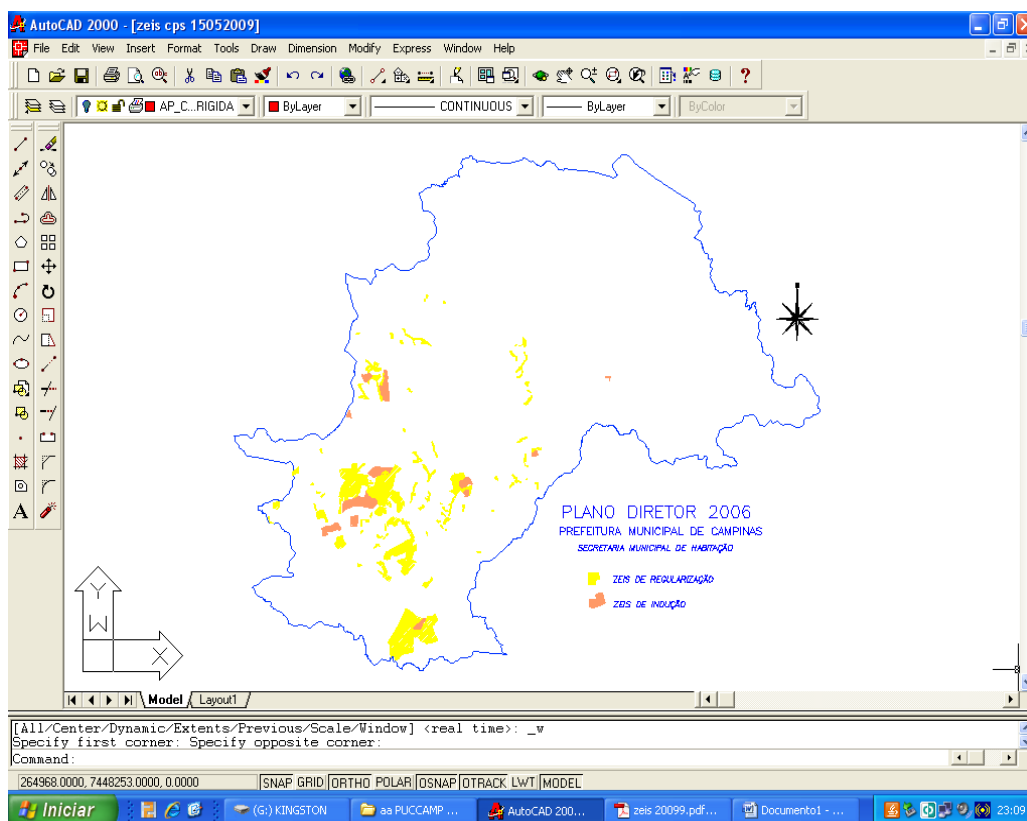 AutoCAD 2000 - [zeis cps 15052009]
File Edit View Insert Format Tools Draw Dimension Modify Express Window Help
AP_C...RIGIDA ByLayer CONTINUOUS ByLayer ByColor
PLANO DIRETOR 2006
PREFEITURA MUNICIPAL DE CAMPINAS
SECRETARIA MUNICIPAL DE HABITAÇÃO
ZEIS DE REGULARIZAÇÃO
ZEIS DE INDUÇÃO
Y
W
X
A
Model Layout1
[All/Center/Dynamic/Extents/Previous/Scale/Window] <real time>: _w
Specify first corner: Specify opposite corner:
Command:
264968.0000, 7448253.0000, 0.0000 SNAP GRID ORTHO POLAR OSNAP OTRACK LWT MODEL
Iniciar (G:) KINGSTON aa PUCCAMP ... AutoCAD 200... zeis 20099.pdf... Documento1 - ... 23:09